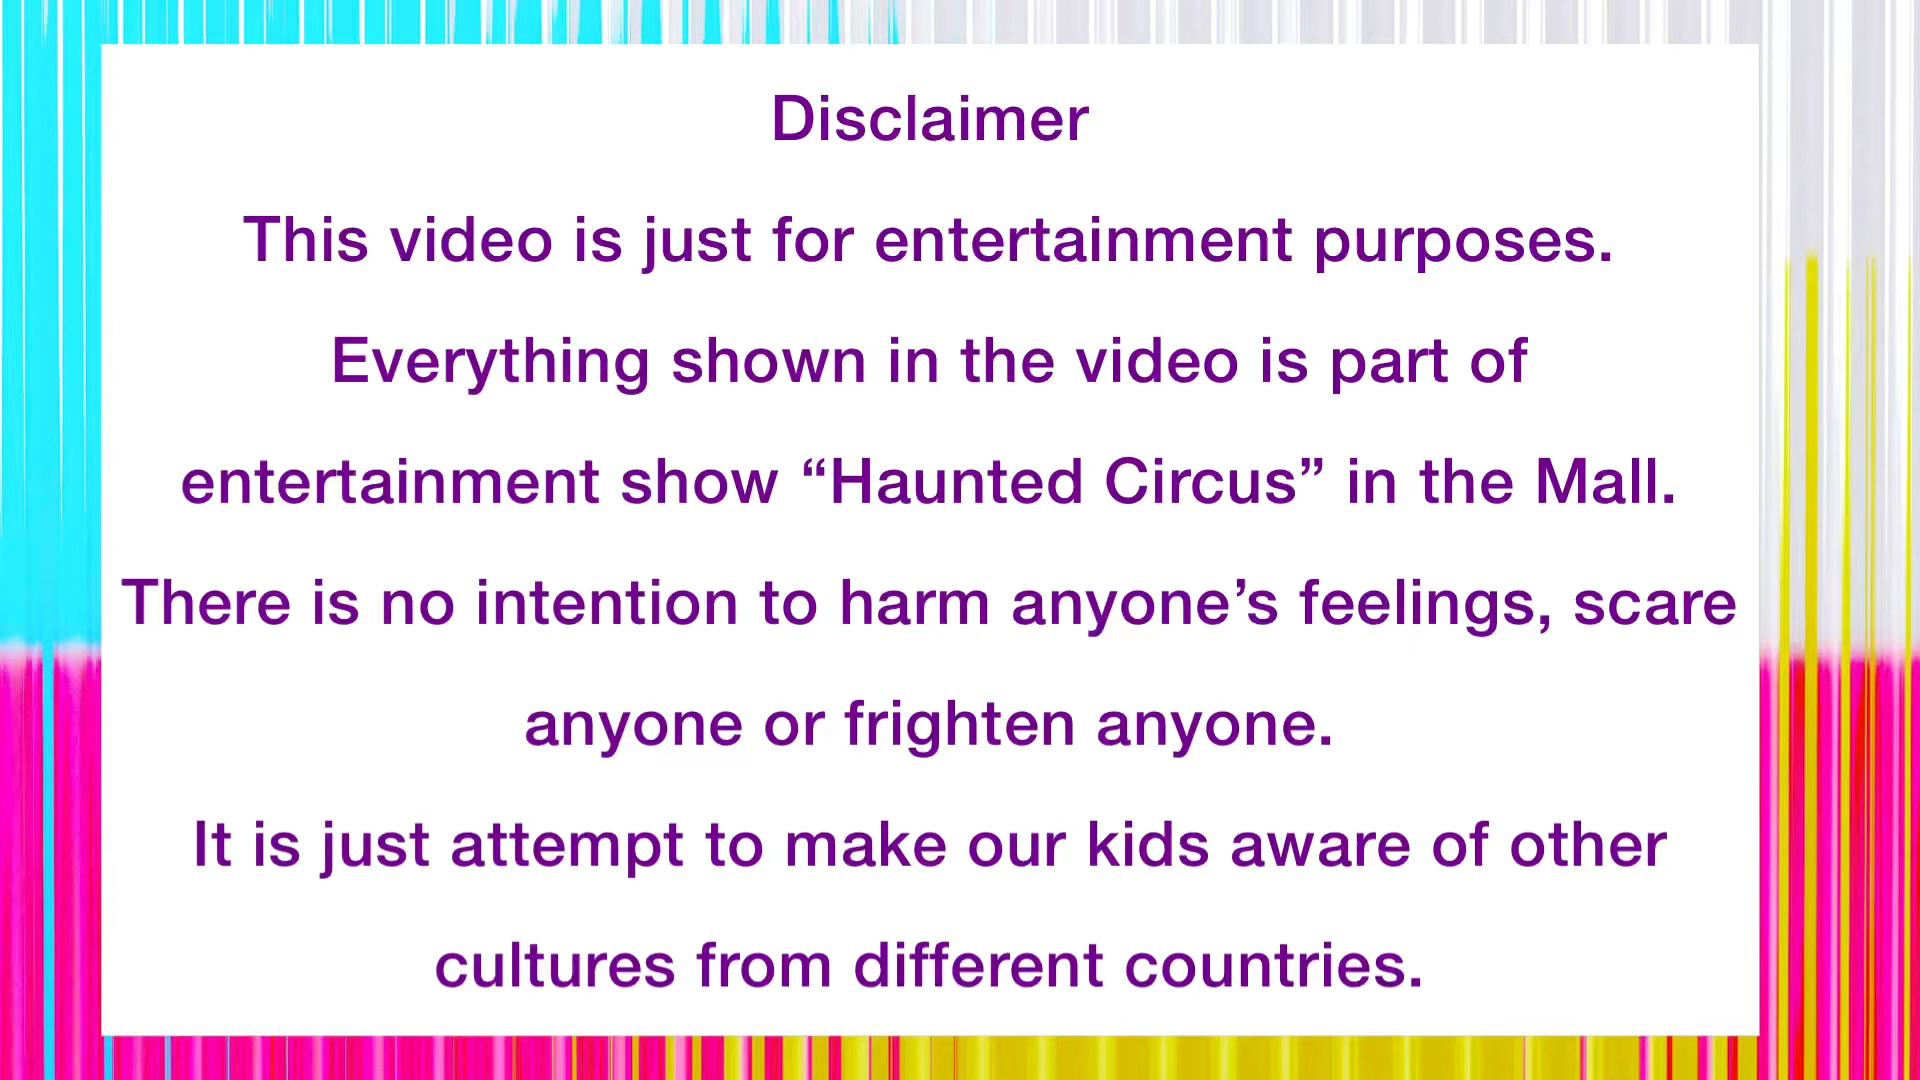 Disclaimer
This video is just for entertainment purposes.
Everything shown in the video is part of
entertainment show “Haunted Circus” in the Mall.
There is no intention to harm anyone’s feelings, scare
anyone or frighten anyone.
It is just attempt to make our kids aware of other
cultures from different countries.